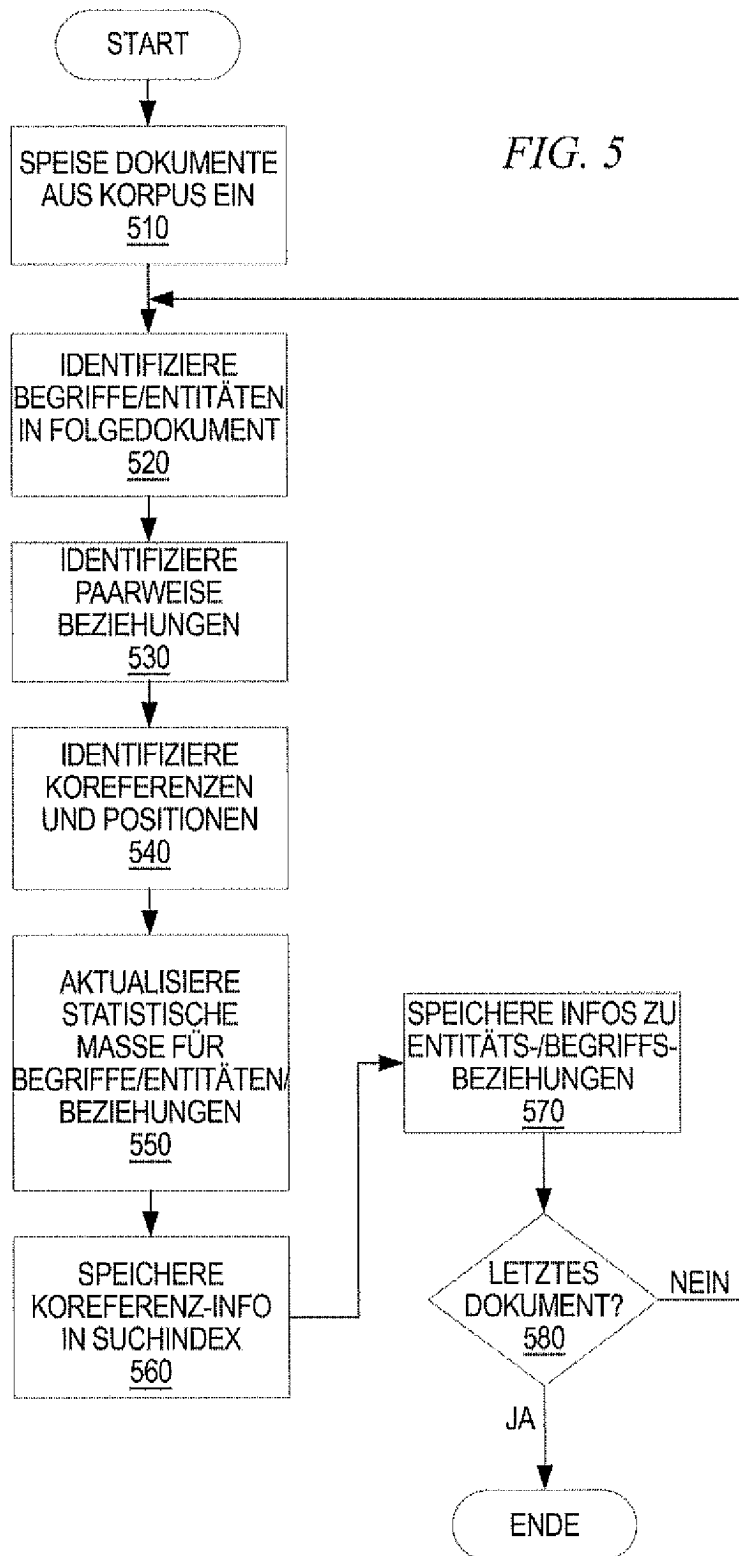 START
FIG. 5
SPEISE DOKUMENTE
AUS KORPUS EIN
510
IDENTIFIZIERE
BEGRIFFE/ENTITÄTEN
IN FOLGEDOKUMENT
520
IDENTIFIZIERE
PAARWEISE
BEZIEHUNGEN
530
IDENTIFIZIERE
KOREFERENZEN
UND POSITIONEN
540
AKTUALISIERE
STATISTISCHE
MASSE FÜR
BEGRIFFE/ENTITÄTEN/
BEZIEHUNGEN
550
SPEICHERE
KOREFERENZ-INFO
IN SUCHINDEX
560
SPEICHERE INFOS ZU
ENTITÄTS-/BEGRIFFS-
BEZIEHUNGEN
570
LETZTES
DOKUMENT?
580
NEIN
JA
ENDE